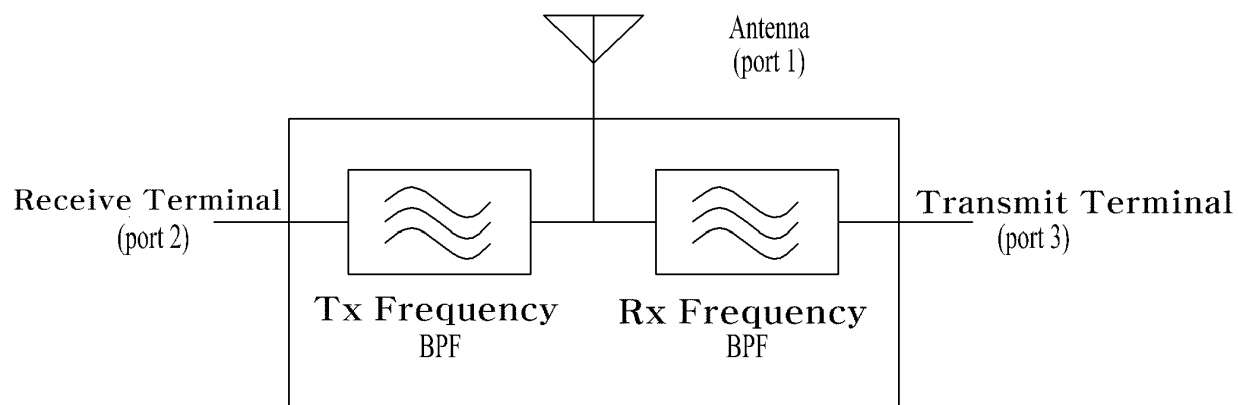 Antenna
(port 1)
Receive Terminal
(port 2)
Transmit Terminal
(port 3)
Tx Frequency
BPF
Rx Frequency
BPF